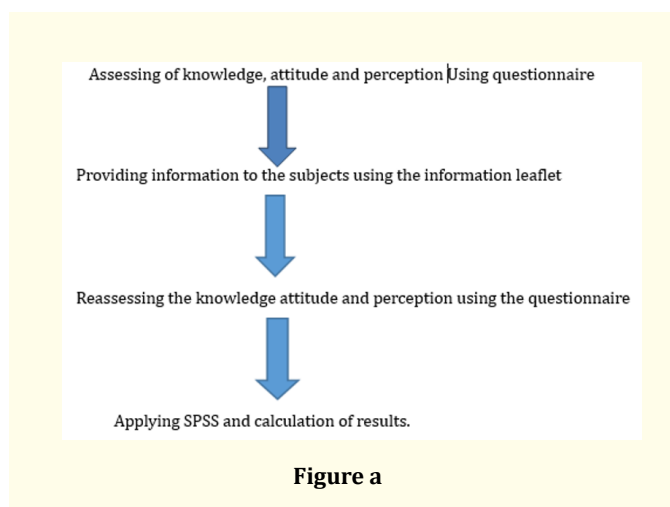 Assessing of knowledge, attitude and perception Using questionnaire
Providing information to the subjects using the information leaflet
Reassessing the knowledge attitude and perception using the questionnaire
Applying SPSS and calculation of results.
Figure a